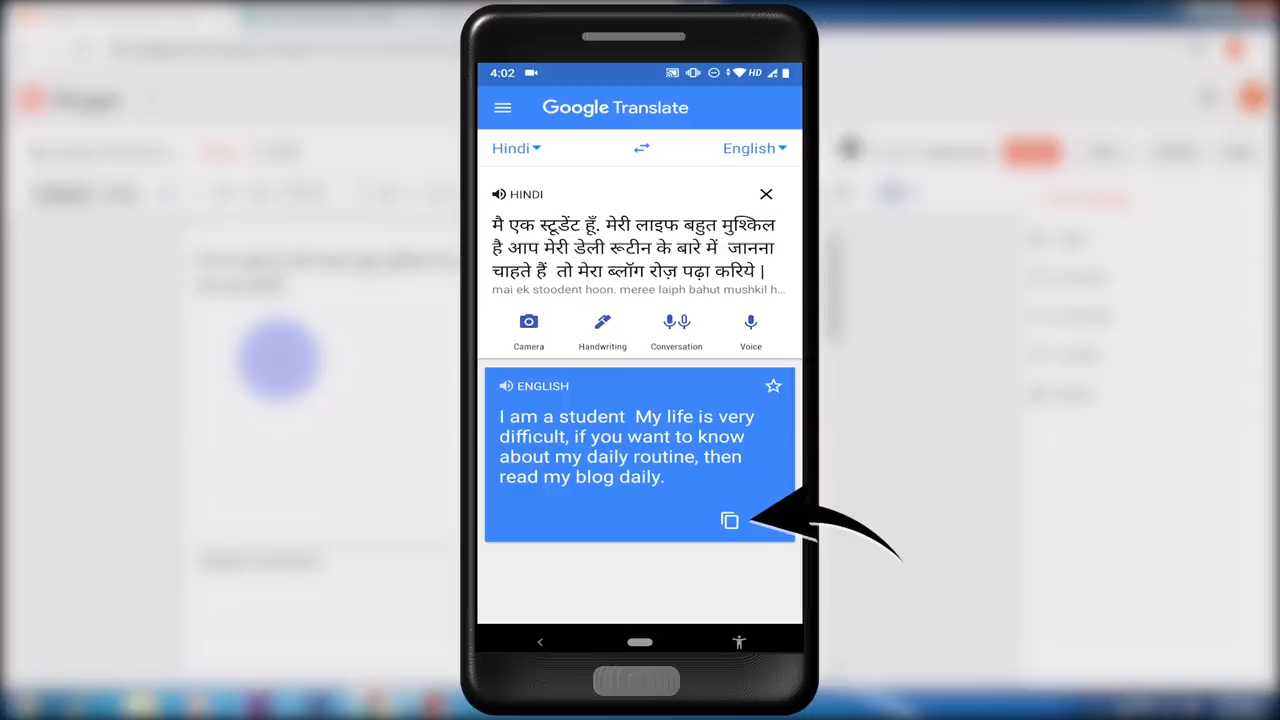 4:02 HD
Google Translate
Hindi English
HINDI
मै एक स्टूडेंट हूँ. मेरी लाइफ बहुत मुश्किल
है आप मेरी डेली रूटीन के बारे में जानना
चाहते हैं तो मेरा ब्लॉग रोज़ पढ़ा करिये |
mai ek stoodent hoon. meree laiph bahut mushkil h...
Camera Handwriting Conversation Voice
ENGLISH
I am a student My life is very
difficult, if you want to know
about my daily routine, then
read my blog daily.